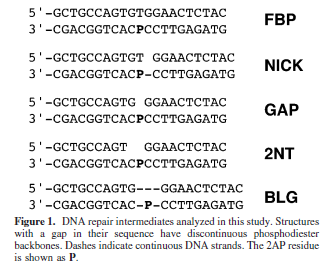 5'-GCTGCCAGTGTGGAACTCTAC
3'-CGACGGTCACPCCTTGAGATG
FBP
5'-GCTGCCAGTGT GGAACTCTAC
3'-CGACGGTCACP-CCTTGAGATG
NICK
5'-GCTGCCAGTG GGAACTCTAC
3'-CGACGGTCACPCCTTGAGATG
GAP
5'-GCTGCCAGT  GGAACTCTAC
3'-CGACGGTCACPCCTTGAGATG
2NT
5'-GCTGCCAGTG---GGAACTCTAC
3'-CGACGGTCAC-P-CCTTGAGATG
BLG
Figure 1. DNA repair intermediates analyzed in this study. Structures
with a gap in their sequence have discontinuous phosphodiester
backbones. Dashes indicate continuous DNA strands. The 2AP residue
is shown as P.